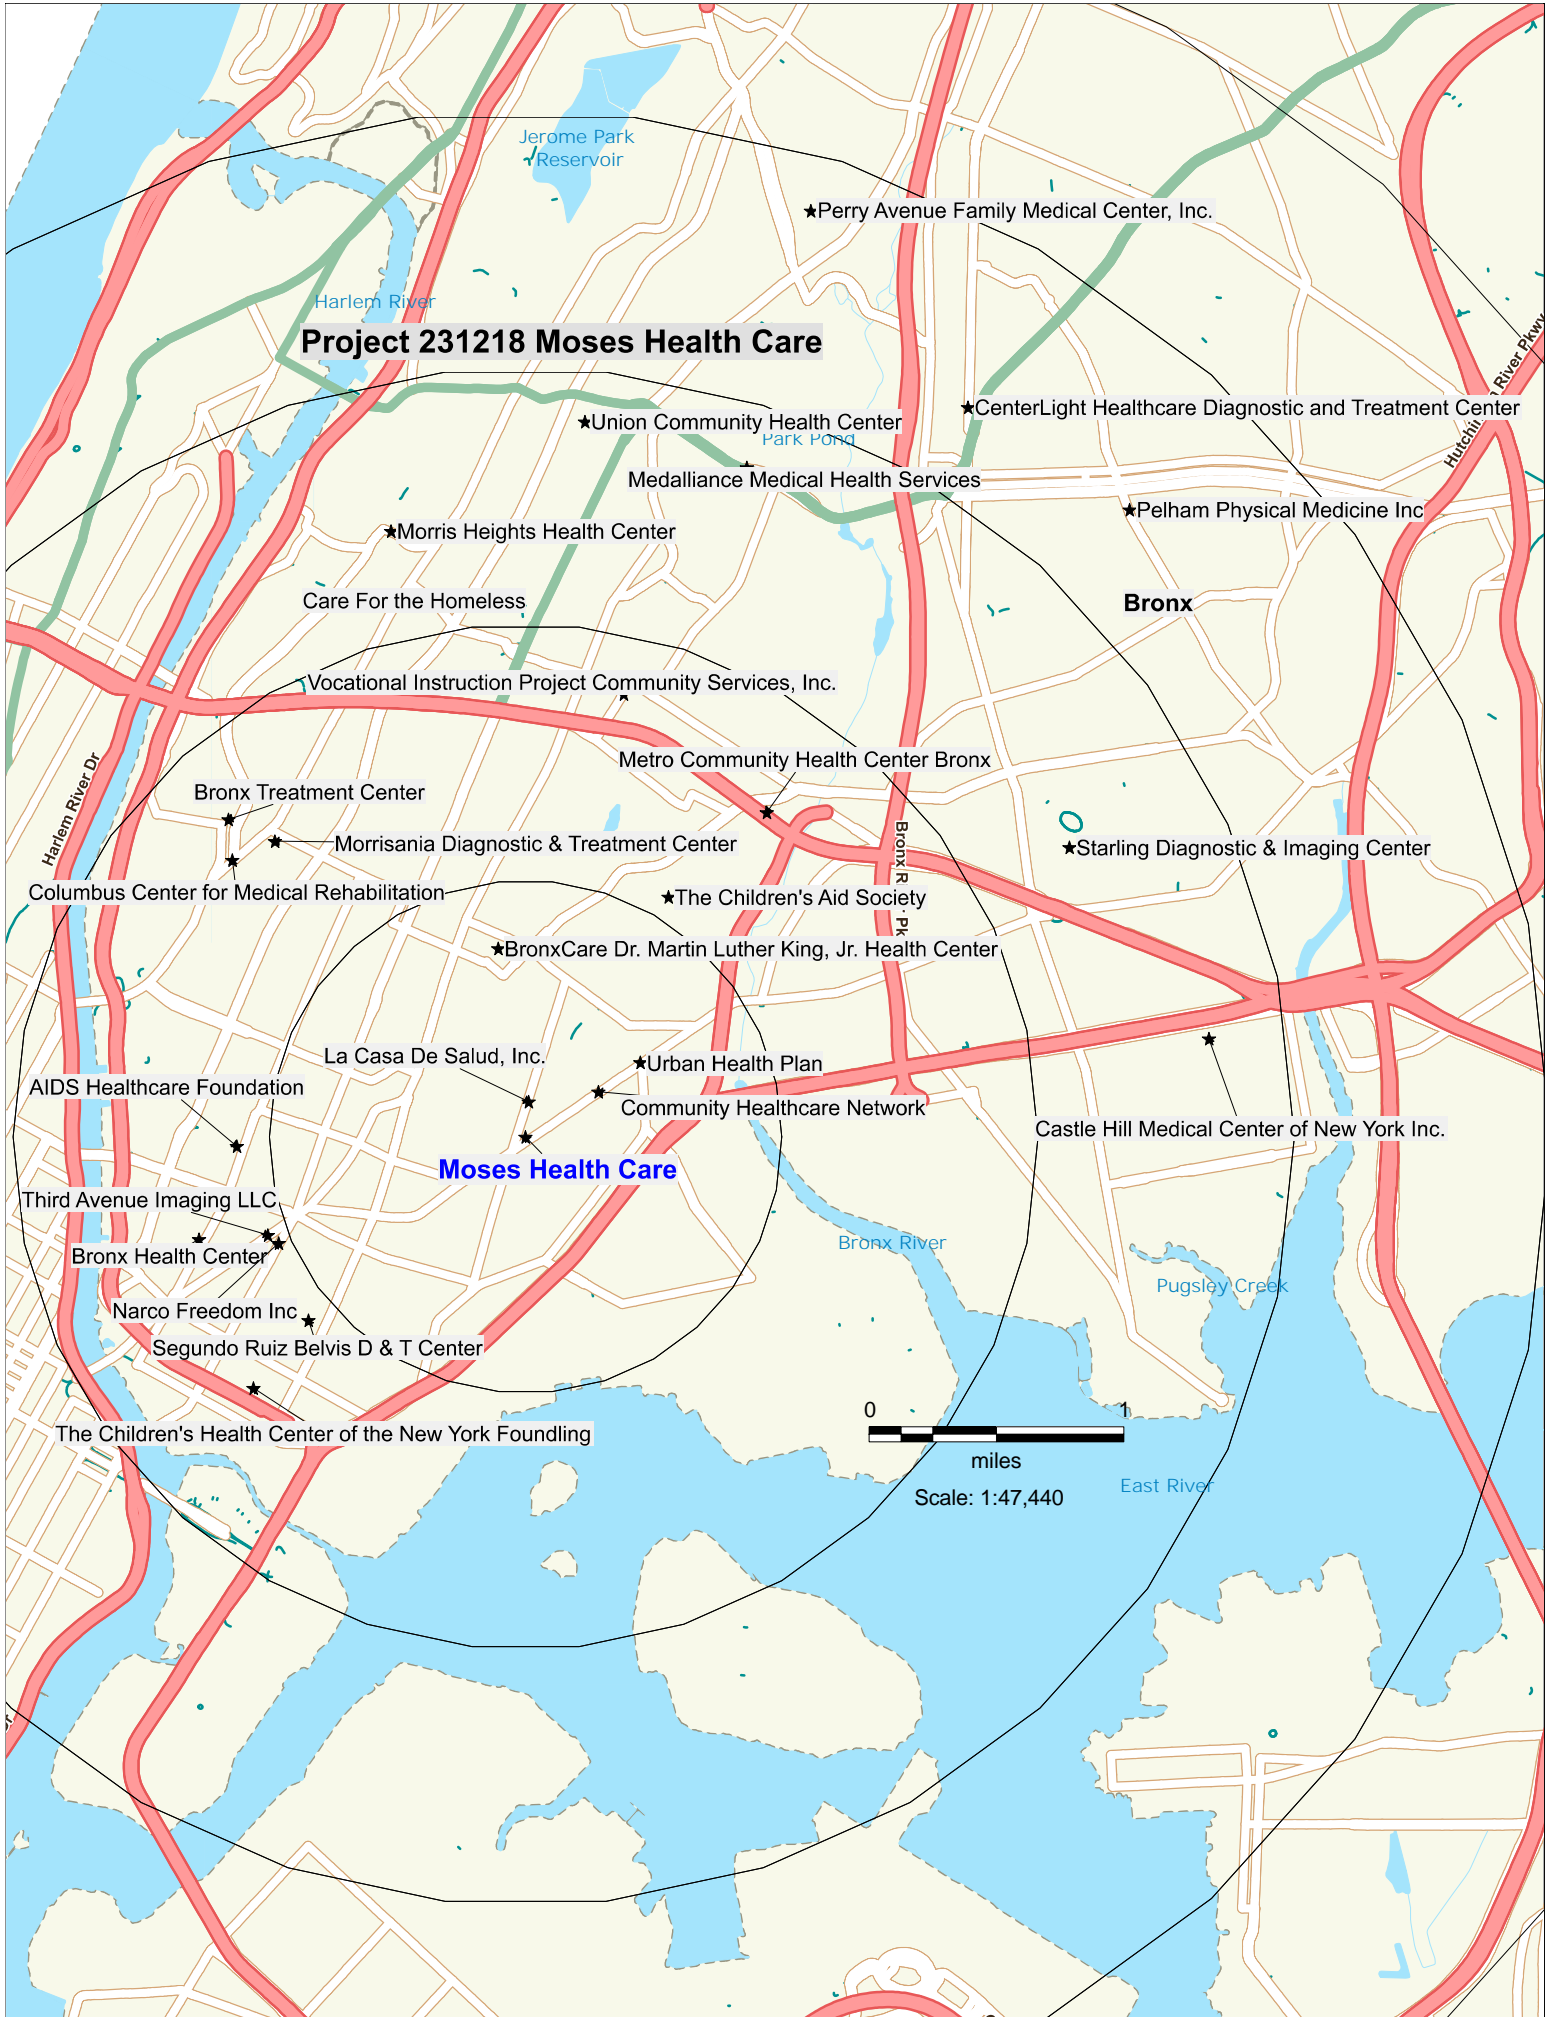 Jerome Park
Reservoir
Perry Avenue Family Medical Center, Inc.
Harlem River
Project 231218 Moses Health Care
Hutchin River Pkwy
CenterLight Healthcare Diagnostic and Treatment Center
Union Community Health Center
Park Pond
Medalliance Medical Health Services
Pelham Physical Medicine Inc
Morris Heights Health Center
Care For the Homeless
Bronx
Vocational Instruction Project Community Services, Inc.
Metro Community Health Center Bronx
Harlem River Dr
Bronx Treatment Center
Morrisania Diagnostic & Treatment Center
Bronx R
r Pk
Starling Diagnostic & Imaging Center
Columbus Center for Medical Rehabilitation
The Children's Aid Society
BronxCare Dr. Martin Luther King, Jr. Health Center
La Casa De Salud, Inc.
Urban Health Plan
AIDS Healthcare Foundation
Community Healthcare Network
Castle Hill Medical Center of New York Inc.
Moses Health Care
Third Avenue Imaging LLC
Bronx River
Bronx Health Center
Pugsley Creek
Narco Freedom Inc
Segundo Ruiz Belvis D & T Center
0 1
The Children's Health Center of the New York Foundling
miles
East River
Scale: 1:47,440